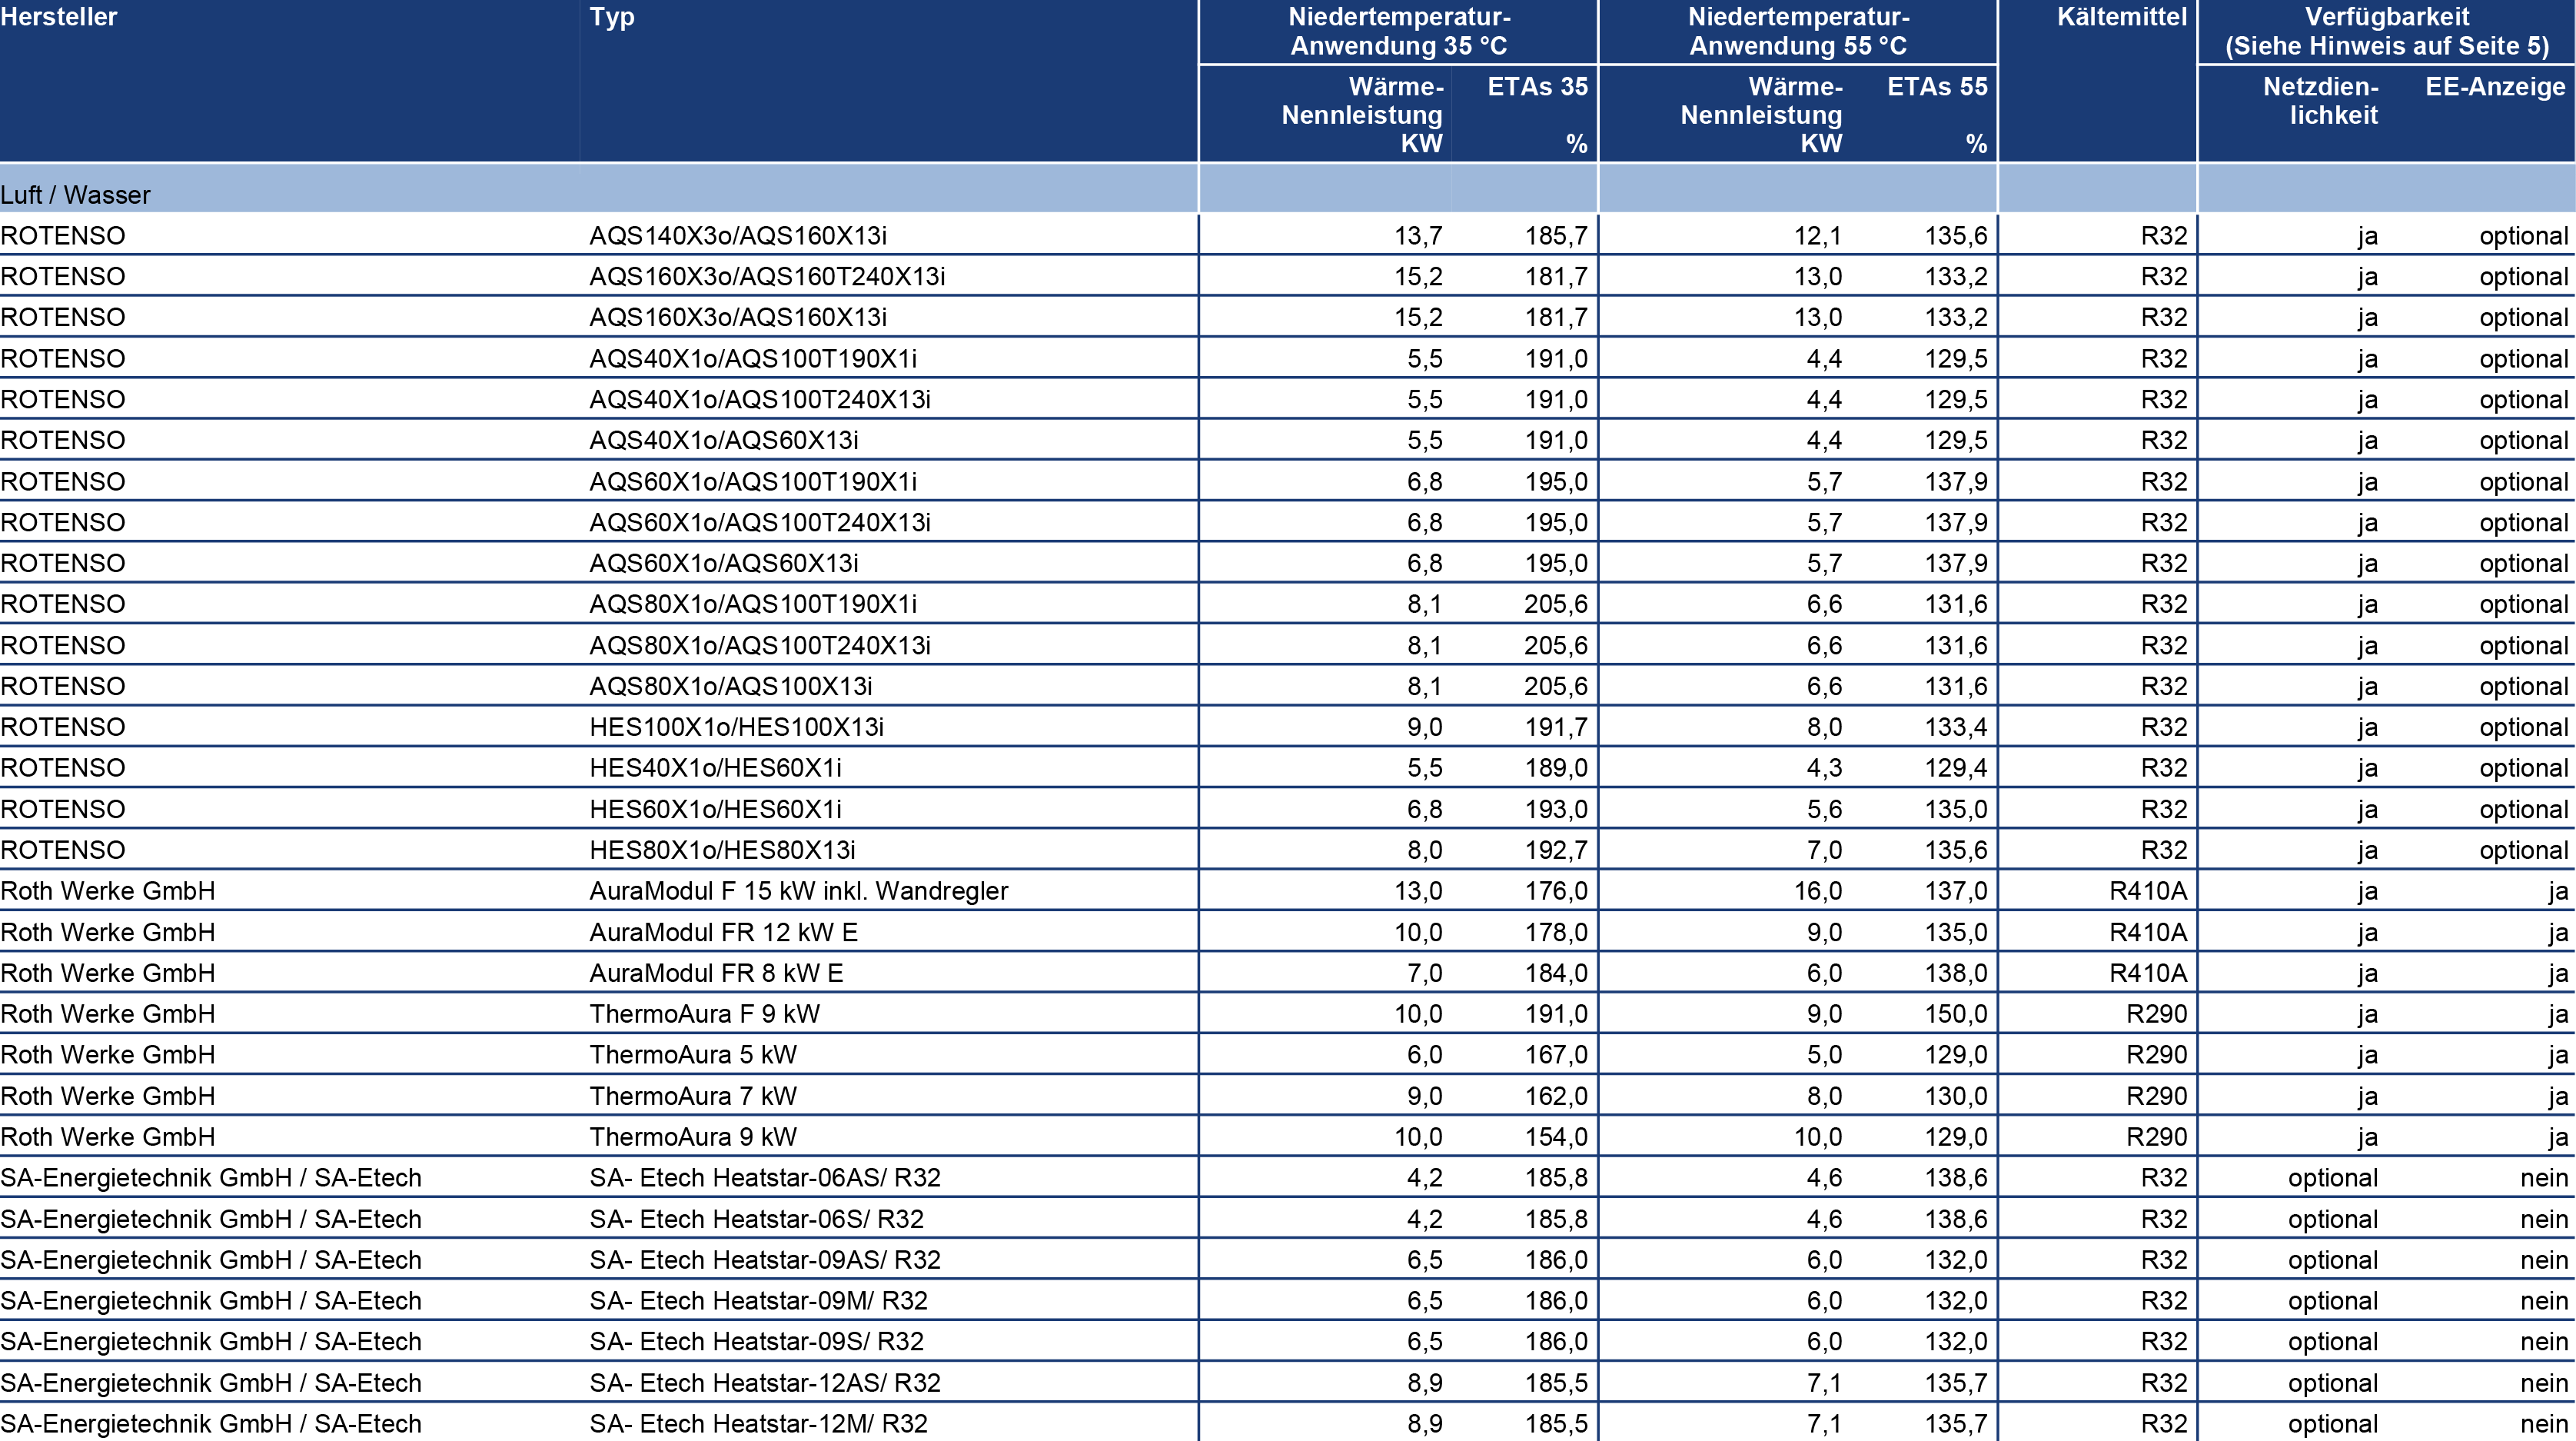 Hersteller Typ Niedertemperatur- Niedertemperatur- Kältemittel Verfügbarkeit
Anwendung 35 °C Anwendung 55 °C (Siehe Hinweis auf Seite 5)
Wärme- ETAs 35 Wärme- ETAs 55 Netzdien- EE-Anzeige
Nennleistung Nennleistung lichkeit
KW % KW %
Luft / Wasser
ROTENSO AQS140X3o/AQS160X13i 13,7 185,7 12,1 135,6 R32 ja optional
ROTENSO AQS160X3o/AQS160T240X13i 15,2 181,7 13,0 133,2 R32 ja optional
ROTENSO AQS160X3o/AQS160X13i 15,2 181,7 13,0 133,2 R32 ja optional
ROTENSO AQS40X1o/AQS100T190X1i 5,5 191,0 4,4 129,5 R32 ja optional
ROTENSO AQS40X1o/AQS100T240X13i 5,5 191,0 4,4 129,5 R32 ja optional
ROTENSO AQS40X1o/AQS60X13i 5,5 191,0 4,4 129,5 R32 ja optional
ROTENSO AQS60X1o/AQS100T190X1i 6,8 195,0 5,7 137,9 R32 ja optional
ROTENSO AQS60X1o/AQS100T240X13i 6,8 195,0 5,7 137,9 R32 ja optional
ROTENSO AQS60X1o/AQS60X13i 6,8 195,0 5,7 137,9 R32 ja optional
ROTENSO AQS80X1o/AQS100T190X1i 8,1 205,6 6,6 131,6 R32 ja optional
ROTENSO AQS80X1o/AQS100T240X13i 8,1 205,6 6,6 131,6 R32 ja optional
ROTENSO AQS80X1o/AQS100X13i 8,1 205,6 6,6 131,6 R32 ja optional
ROTENSO HES100X1o/HES100X13i 9,0 191,7 8,0 133,4 R32 ja optional
ROTENSO HES40X1o/HES60X1i 5,5 189,0 4,3 129,4 R32 ja optional
ROTENSO HES60X1o/HES60X1i 6,8 193,0 5,6 135,0 R32 ja optional
ROTENSO HES80X1o/HES80X13i 8,0 192,7 7,0 135,6 R32 ja optional
Roth Werke GmbH AuraModul F 15 kW inkl. Wandregler 13,0 176,0 16,0 137,0 R410A ja ja
Roth Werke GmbH AuraModul FR 12 kW E 10,0 178,0 9,0 135,0 R410A ja ja
Roth Werke GmbH AuraModul FR 8 kW E 7,0 184,0 6,0 138,0 R410A ja ja
Roth Werke GmbH ThermoAura F 9 kW 10,0 191,0 9,0 150,0 R290 ja ja
Roth Werke GmbH ThermoAura 5 kW 6,0 167,0 5,0 129,0 R290 ja ja
Roth Werke GmbH ThermoAura 7 kW 9,0 162,0 8,0 130,0 R290 ja ja
Roth Werke GmbH ThermoAura 9 kW 10,0 154,0 10,0 129,0 R290 ja ja
SA-Energietechnik GmbH / SA-Etech SA- Etech Heatstar-06AS/ R32 4,2 185,8 4,6 138,6 R32 optional nein
SA-Energietechnik GmbH / SA-Etech SA- Etech Heatstar-06S/ R32 4,2 185,8 4,6 138,6 R32 optional nein
SA-Energietechnik GmbH / SA-Etech SA- Etech Heatstar-09AS/ R32 6,5 186,0 6,0 132,0 R32 optional nein
SA-Energietechnik GmbH / SA-Etech SA- Etech Heatstar-09M/ R32 6,5 186,0 6,0 132,0 R32 optional nein
SA-Energietechnik GmbH / SA-Etech SA- Etech Heatstar-09S/ R32 6,5 186,0 6,0 132,0 R32 optional nein
SA-Energietechnik GmbH / SA-Etech SA- Etech Heatstar-12AS/ R32 8,9 185,5 7,1 135,7 R32 optional nein
SA-Energietechnik GmbH / SA-Etech SA- Etech Heatstar-12M/ R32 8,9 185,5 7,1 135,7 R32 optional nein